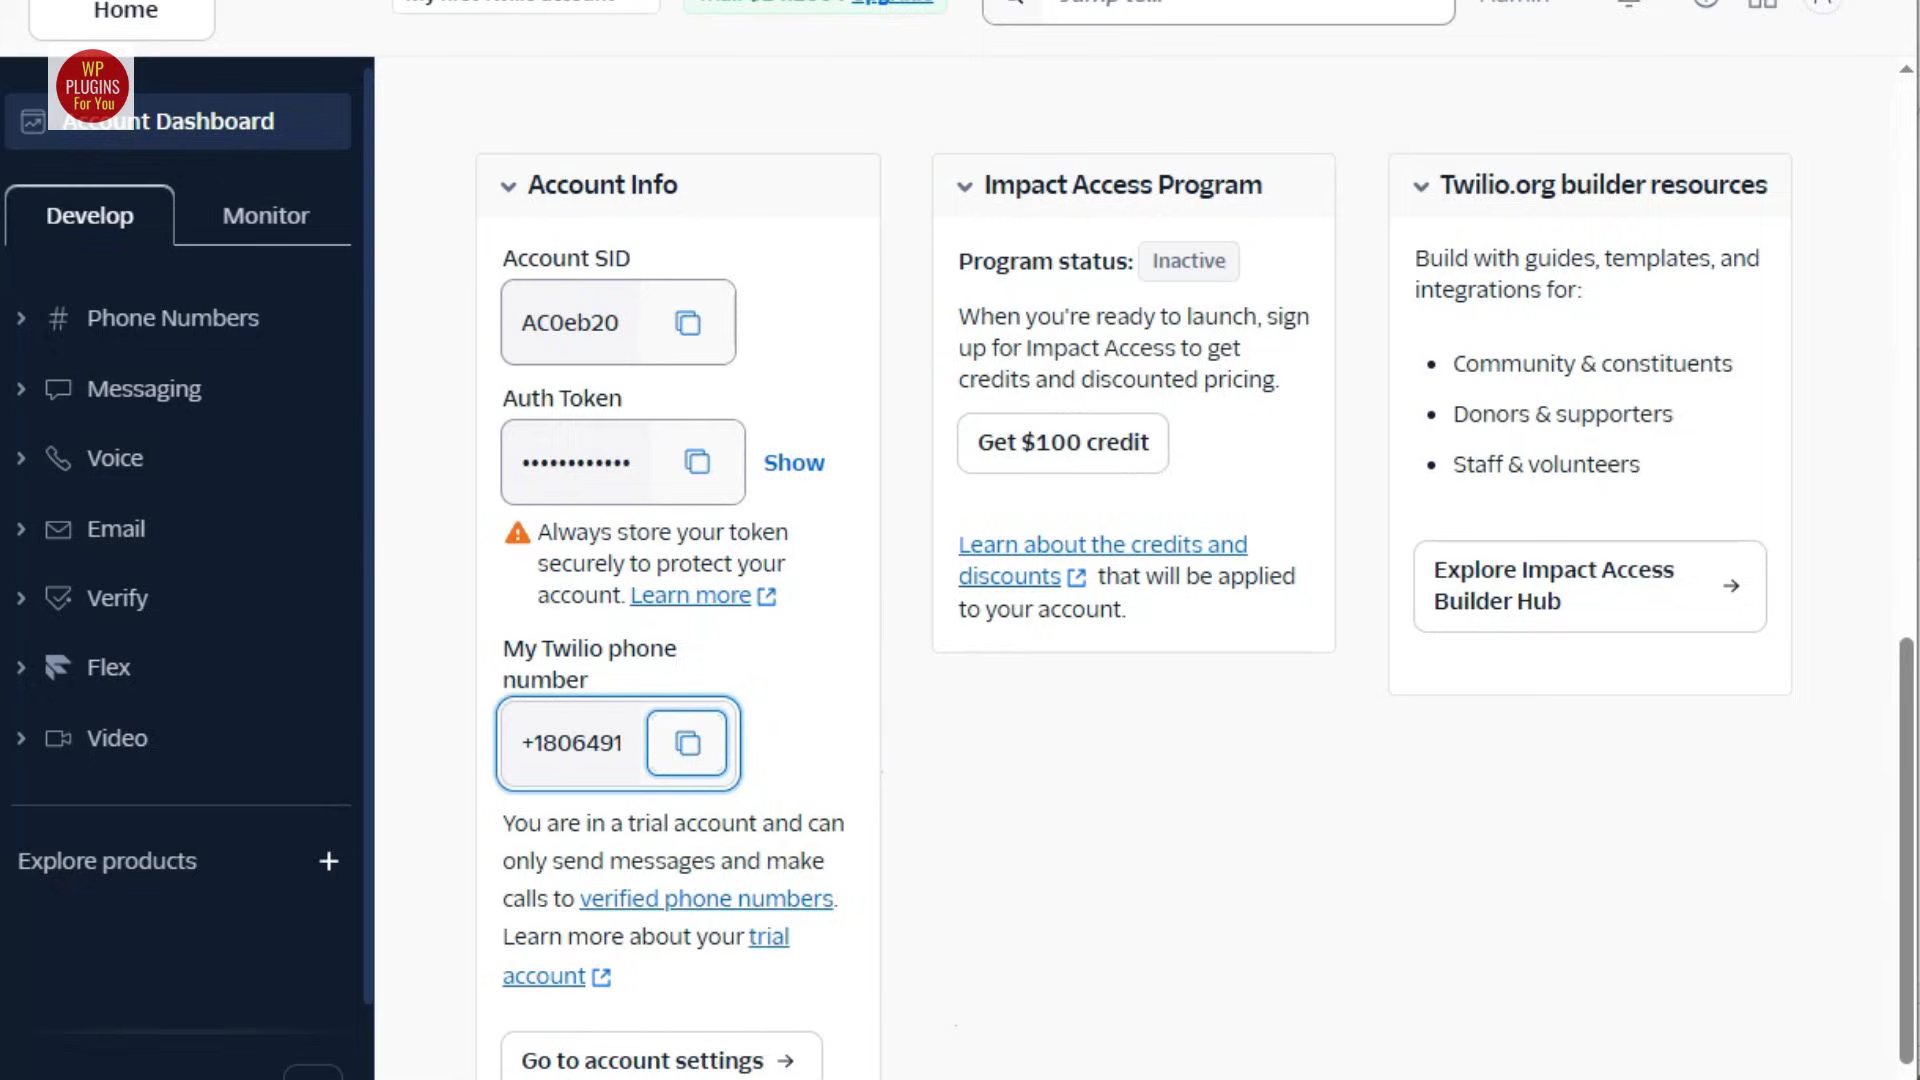 Home
WP
PLUGINS
For You
Account Dashboard
Develop
Monitor
Phone Numbers
Messaging
Voice
Email
Verify
Flex
Video
Explore products
Account Info
Account SID
AC0eb20
Auth Token
••••••••••••
Show
Always store your token
securely to protect your
account. Learn more
My Twilio phone
number
+1806491
You are in a trial account and can
only send messages and make
calls to verified phone numbers.
Learn more about your trial
account
Go to account settings
Impact Access Program
Program status: Inactive
When you're ready to launch, sign
up for Impact Access to get
credits and discounted pricing.
Get $100 credit
Learn about the credits and
discounts that will be applied
to your account.
Twilio.org builder resources
Build with guides, templates, and
integrations for:
• Community & constituents
• Donors & supporters
• Staff & volunteers
Explore Impact Access
Builder Hub